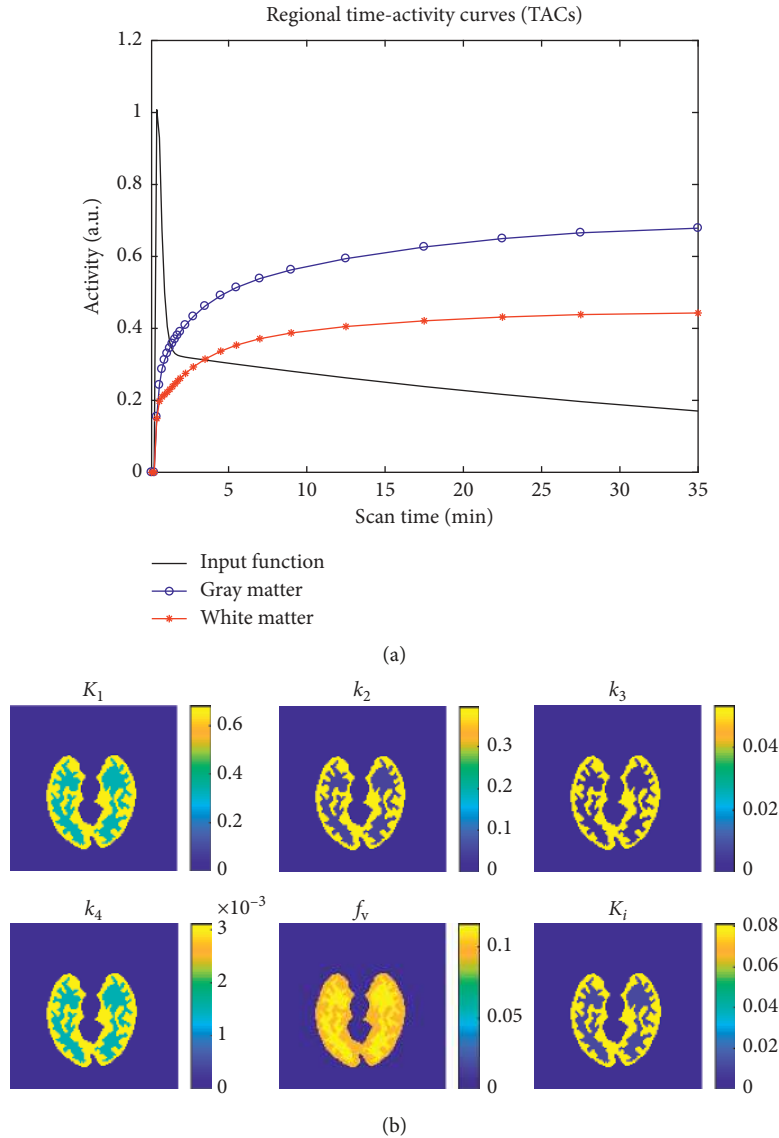 Regional time-activity curves (TACs)
1.2
1
0.8
0.6
0.4
0.2
0
Activity (a.u.)
5
10
15
20
25
30
35
Scan time (min)
Input function
Gray matter
White matter
(a)
K1
0.6
0.4
0.2
0
k2
0.3
0.2
0.1
0
k3
0.04
0.02
0
k4
×10–3
3
2
1
0
fv
0.1
0.05
0
Ki
0.08
0.06
0.04
0.02
0
(b)